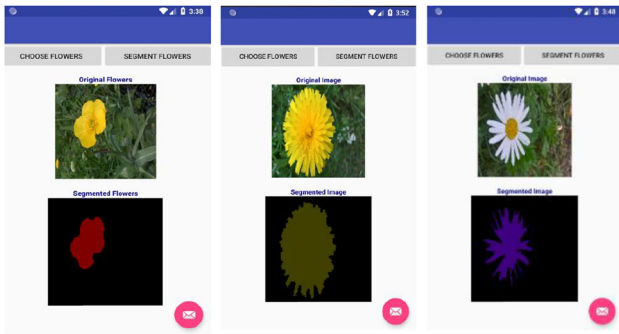 3:38
CHOOSE FLOWERS SEGMENT FLOWERS
Original Flowers
Segmented Flowers
3:52
CHOOSE FLOWERS SEGMENT FLOWERS
Original Image
Segmented Image
3:48
CHOOSE FLOWERS SEGMENT FLOWERS
Original Image
Segmented Image